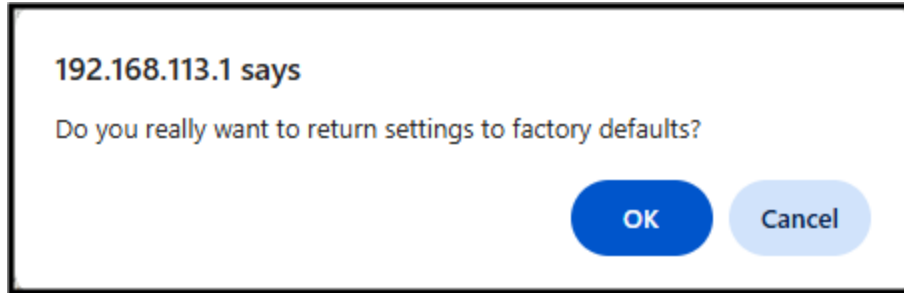 192.168.113.1 says
Do you really want to return settings to factory defaults?
OK Cancel